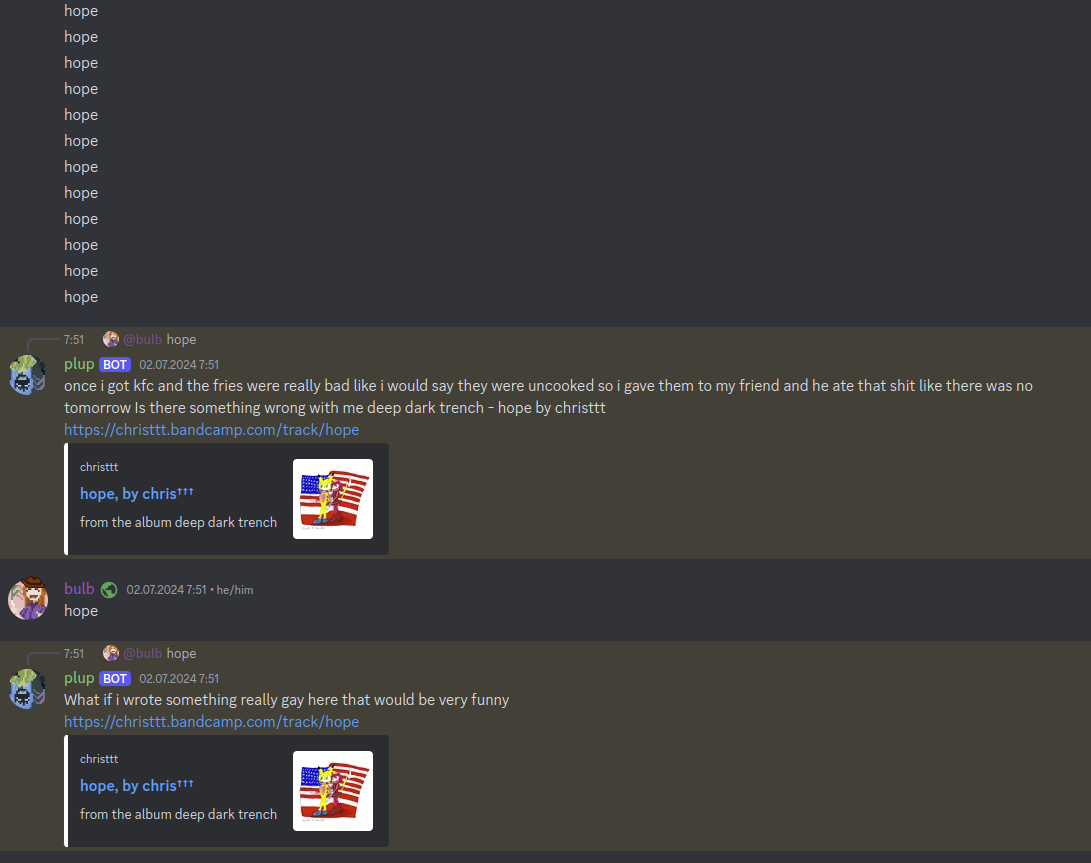 hope
hope
hope
hope
hope
hope
hope
hope
hope
hope
hope
hope
7:51 @bulb hope
plup BOT 02.07.2024 7:51
once i got kfc and the fries were really bad like i would say they were uncooked so i gave them to my friend and he ate that shit like there was no
tomorrow Is there something wrong with me deep dark trench - hope by christtt
https://christtt.bandcamp.com/track/hope
christtt
hope, by chris†††
from the album deep dark trench
bulb 02.07.2024 7:51 • he/him
hope
7:51 @bulb hope
plup BOT 02.07.2024 7:51
What if i wrote something really gay here that would be very funny
https://christtt.bandcamp.com/track/hope
christtt
hope, by chris†††
from the album deep dark trench